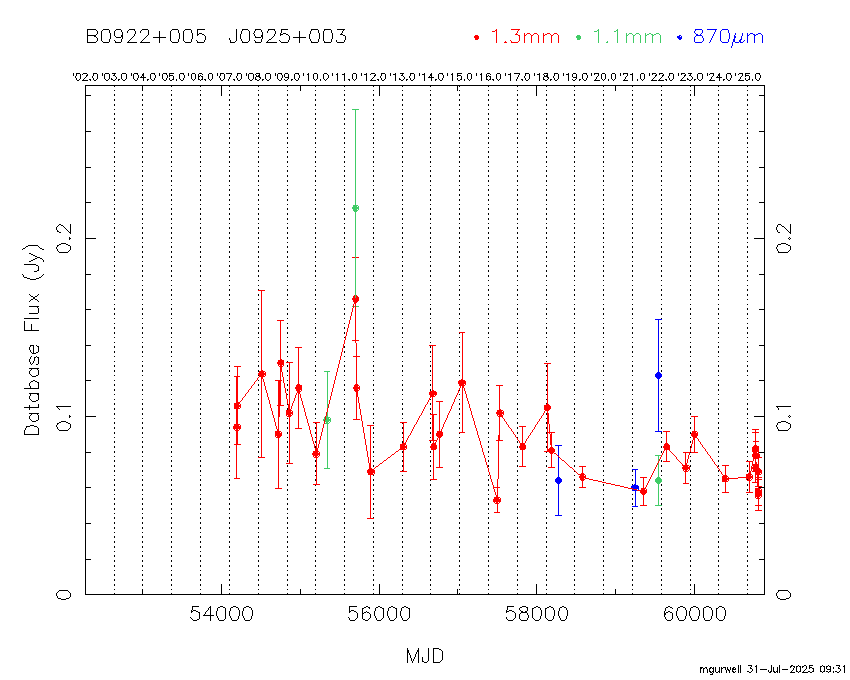 B0922+005 J0925+003 1.3mm 1.1mm 870μm
'02.0 '03.0 '04.0 '05.0 '06.0 '07.0 '08.0 '09.0 '10.0 '11.0 '12.0 '13.0 '14.0 '15.0 '16.0 '17.0 '18.0 '19.0 '20.0 '21.0 '22.0 '23.0 '24.0 '25.0
0.2 0.2
Database Flux (Jy)
0.1 0.1
0 0
54000 56000 58000 60000
MJD
mgurwell 31-Jul-2025 09:31